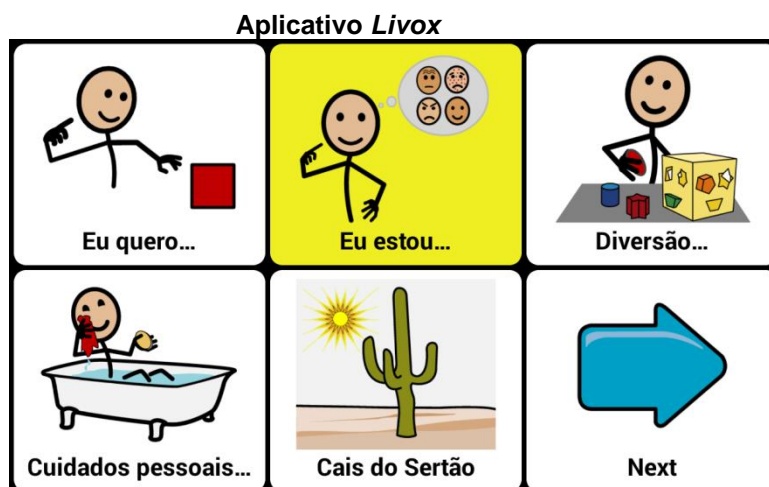 Aplicativo Livox
Eu quero...
Eu estou...
Diversão...
Cuidados pessoais...
Cais do Sertão
Next